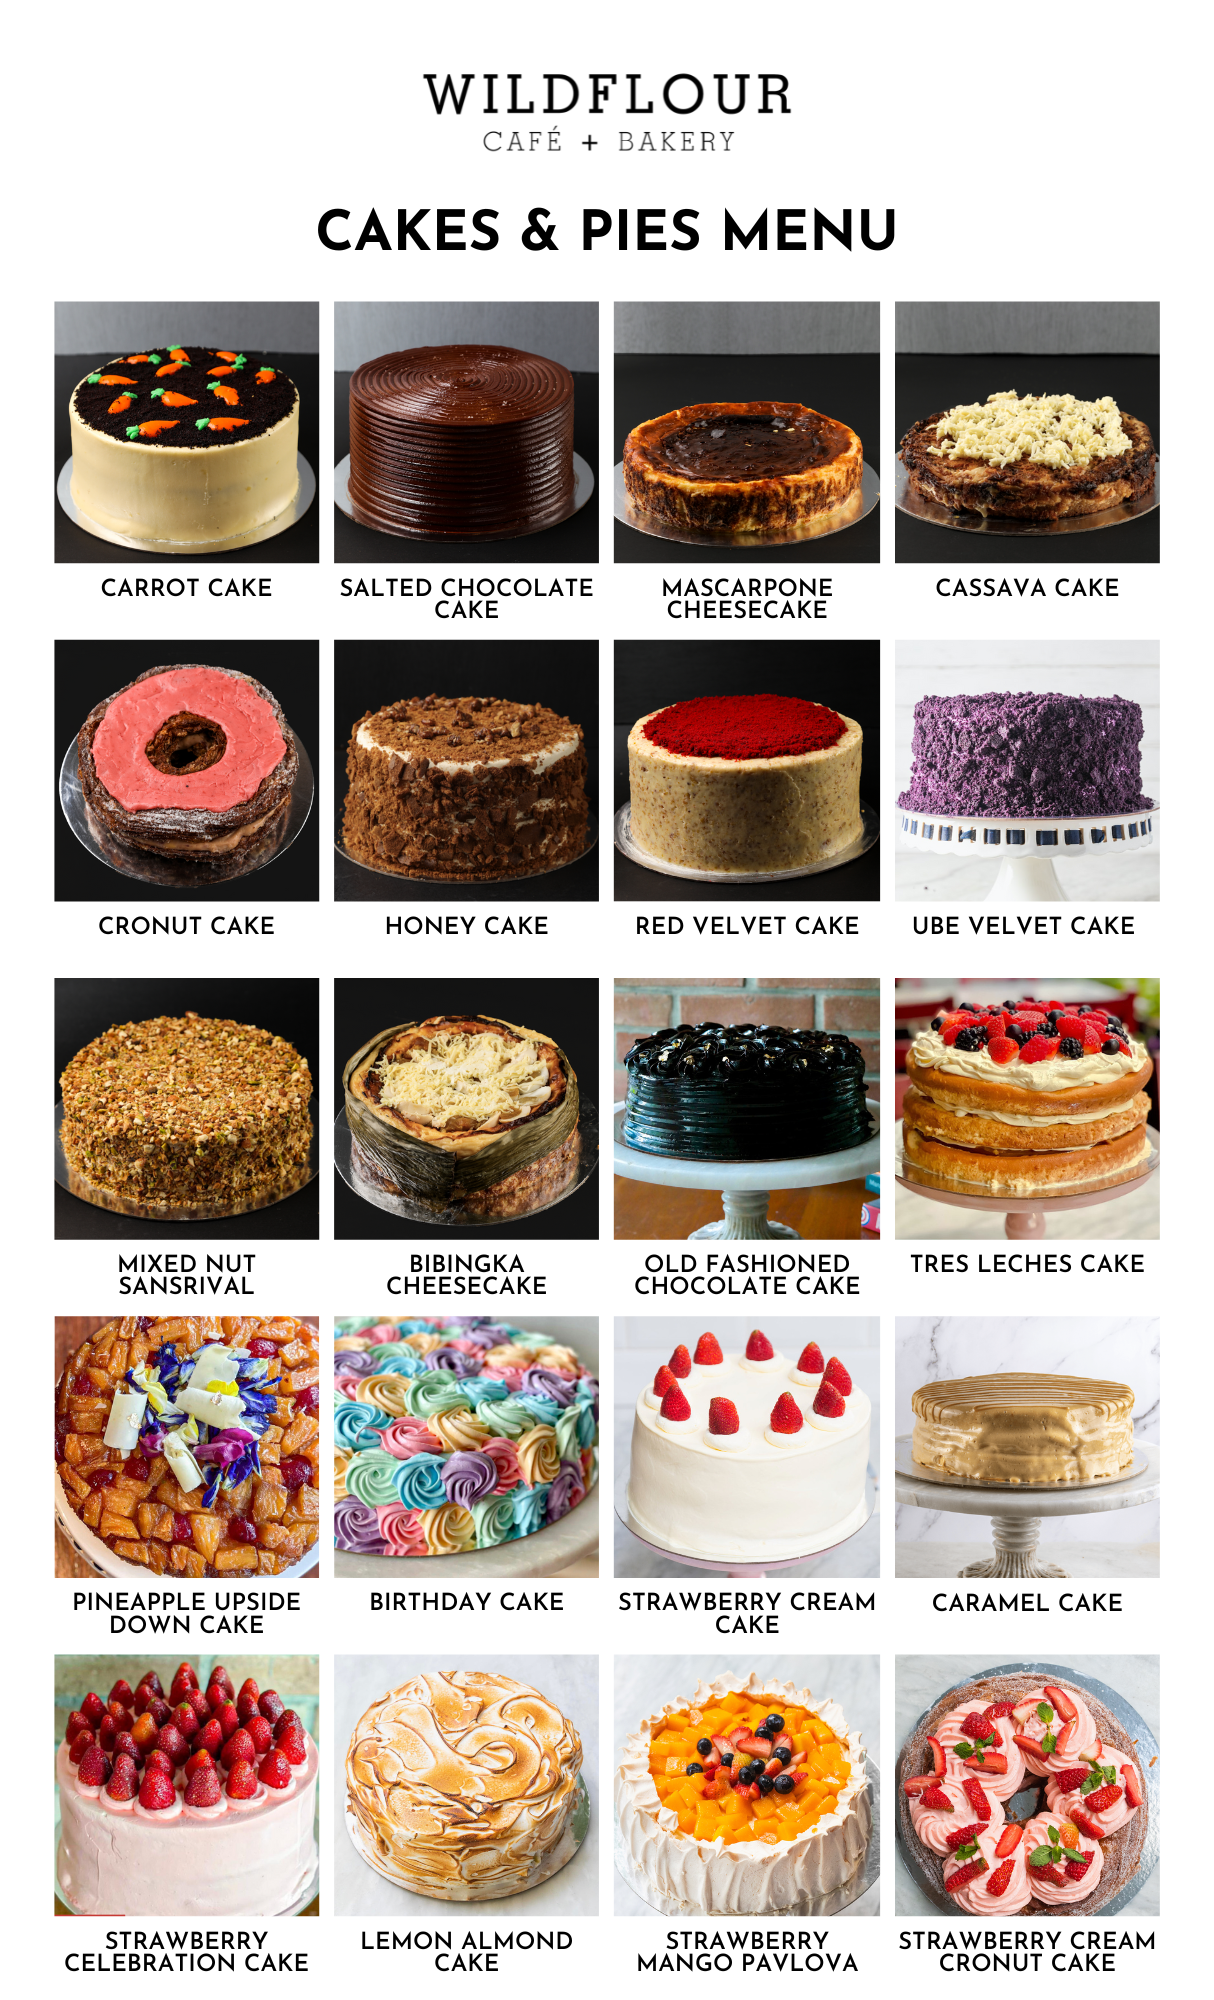 WILDFLOUR
CAFÉ + BAKERY
CAKES & PIES MENU
CARROT CAKE
SALTED CHOCOLATE
CAKE
MASCARPONE
CHEESECAKE
CASSAVA CAKE
CRONUT CAKE
HONEY CAKE
RED VELVET CAKE
UBE VELVET CAKE
MIXED NUT
SANSRIVAL
BIBINGKA
CHEESECAKE
OLD FASHIONED
CHOCOLATE CAKE
TRES LECHES CAKE
PINEAPPLE UPSIDE
DOWN CAKE
BIRTHDAY CAKE
STRAWBERRY CREAM
CAKE
CARAMEL CAKE
STRAWBERRY
CELEBRATION CAKE
LEMON ALMOND
CAKE
STRAWBERRY
MANGO PAVLOVA
STRAWBERRY CREAM
CRONUT CAKE